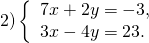 2) { 7x + 2y = −3,
3x − 4y = 23.